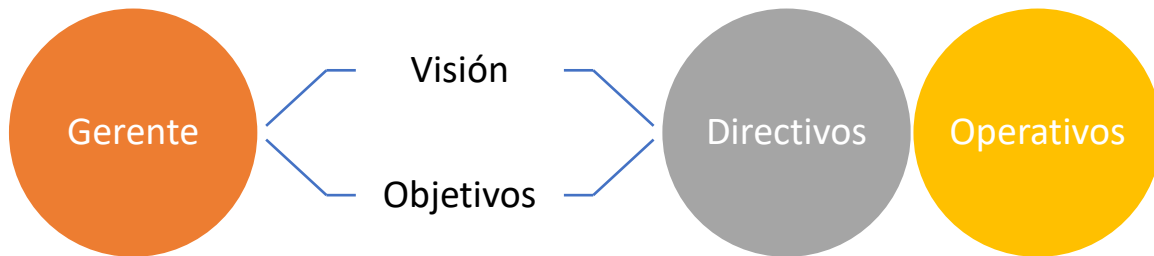 Visión
Gerente
Directivos
Operativos
Objetivos